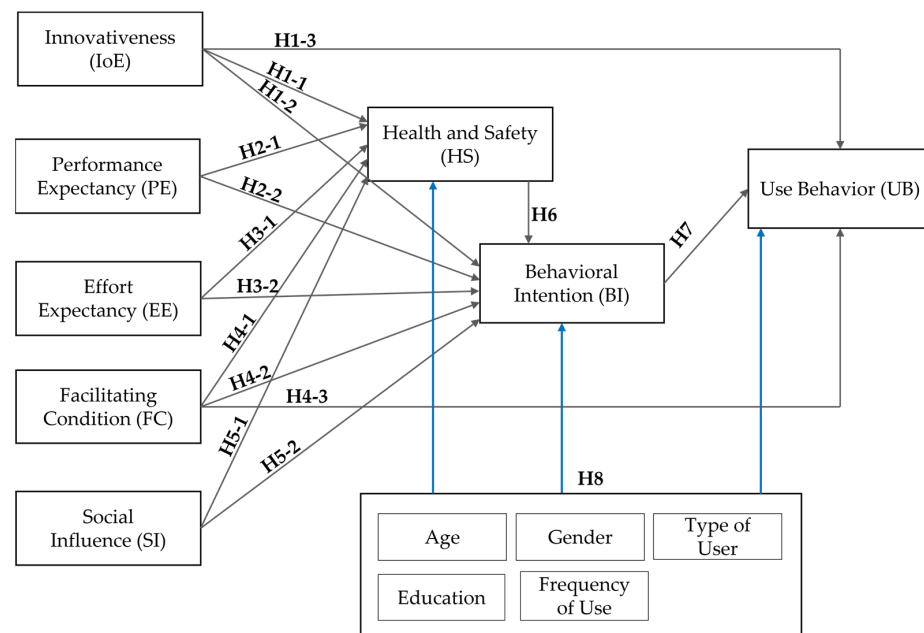 Innovativeness
(IoE)
H1-3
H1-1
H1-2
Health and Safety
(HS)
Performance
Expectancy (PE)
H2-1
H2-2
Use Behavior (UB)
H6
H7
H3-1
Effort
Expectancy (EE)
H3-2
Behavioral
Intention (BI)
H4-1
Facilitating
Condition (FC)
H4-2
H4-3
H5-1
H5-2
Social
Influence (SI)
H8
Age
Gender
Type of
User
Education
Frequency
of Use